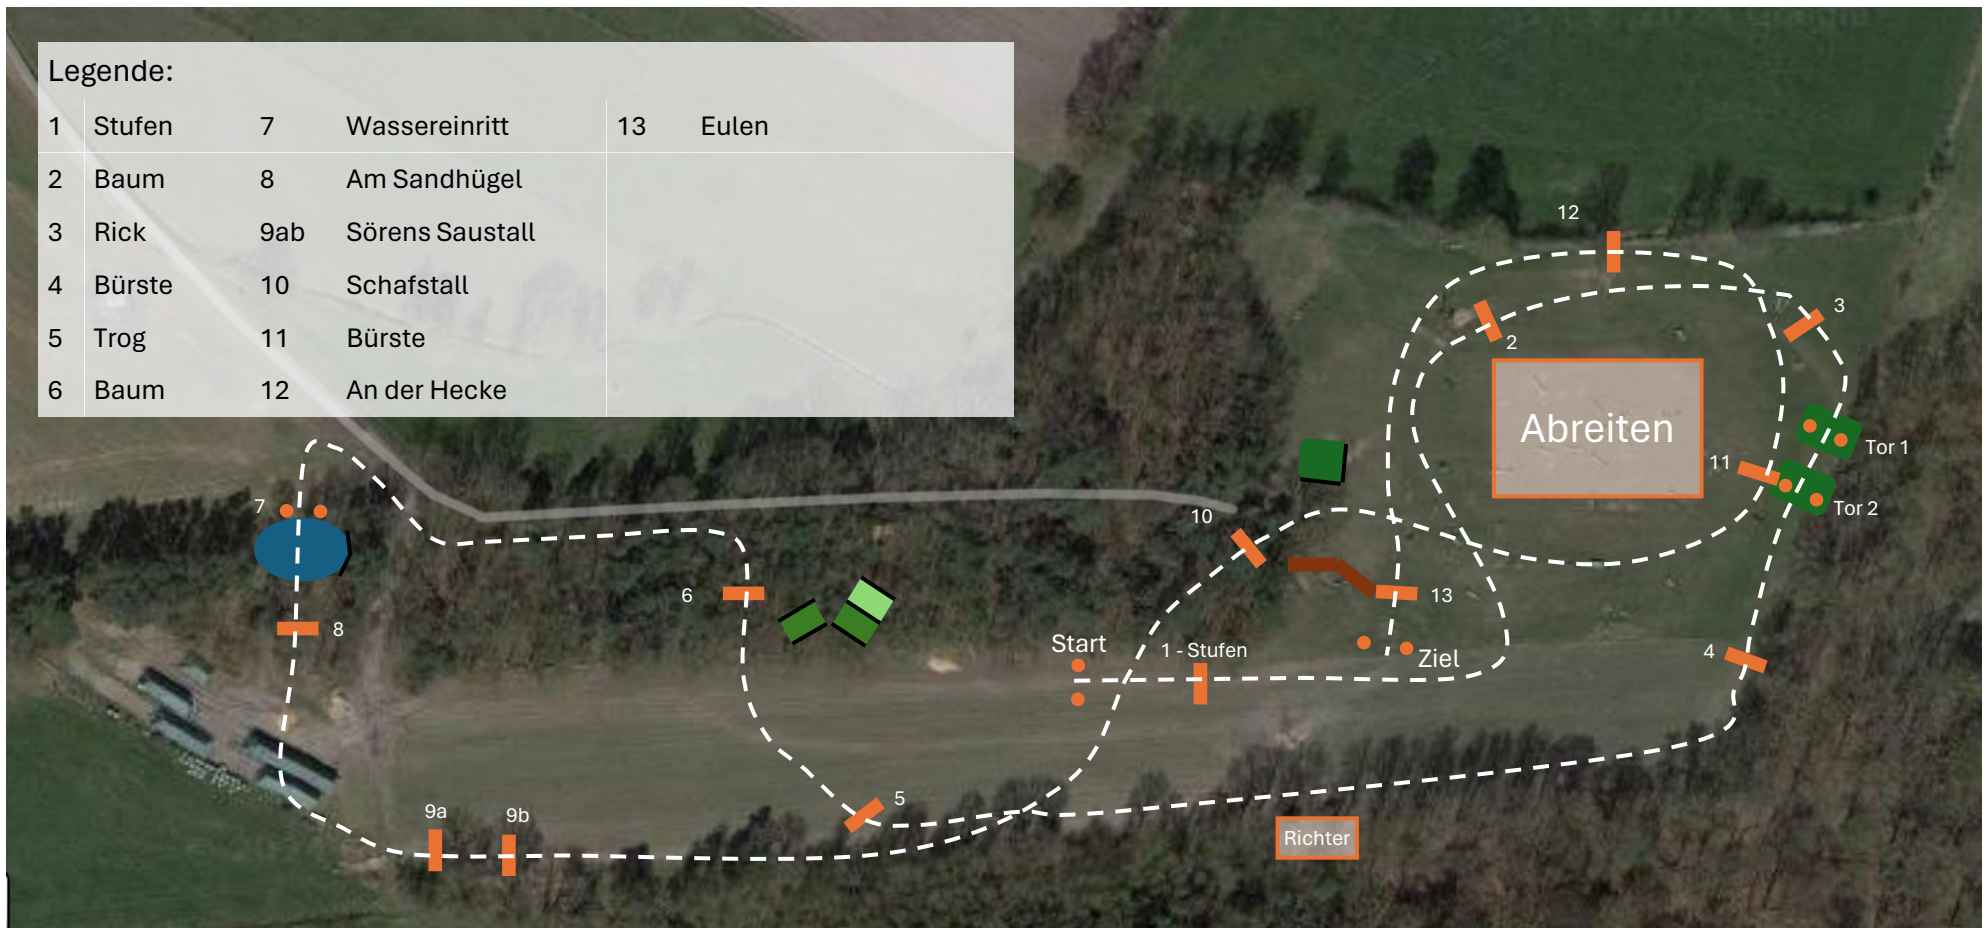 Legende:
1 Stufen 7 Wassereinritt 13 Eulen
2 Baum 8 Am Sandhügel
3 Rick 9ab Sörens Saustall
4 Bürste 10 Schafstall
5 Trog 11 Bürste
6 Baum 12 An der Hecke
12
3
2
Abreiten
Tor 1
11
Tor 2
7
10
6
13
8
Start
1 - Stufen
Ziel
4
5
9a
9b
Richter